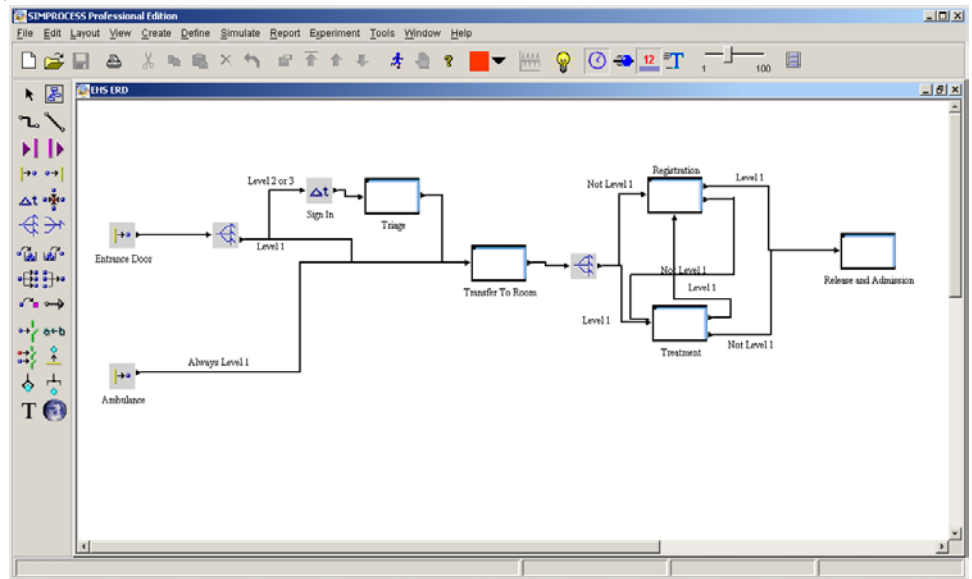 SIMPROCESS Professional Edition
File Edit Layout View Create Define Simulate Report Experiment Tools Window Help
12 T 1 100
EHS ERD
Level 2 or 3
Sign In
Triage
Entrance Door
Level 1
Transfer To Room
Not Level 1
Registration
Level 1
Not Level 1
Level 1
Release and Admission
Level 1
Treatment
Not Level 1
Always Level 1
Ambulance
Δt
Δt
a+b
T